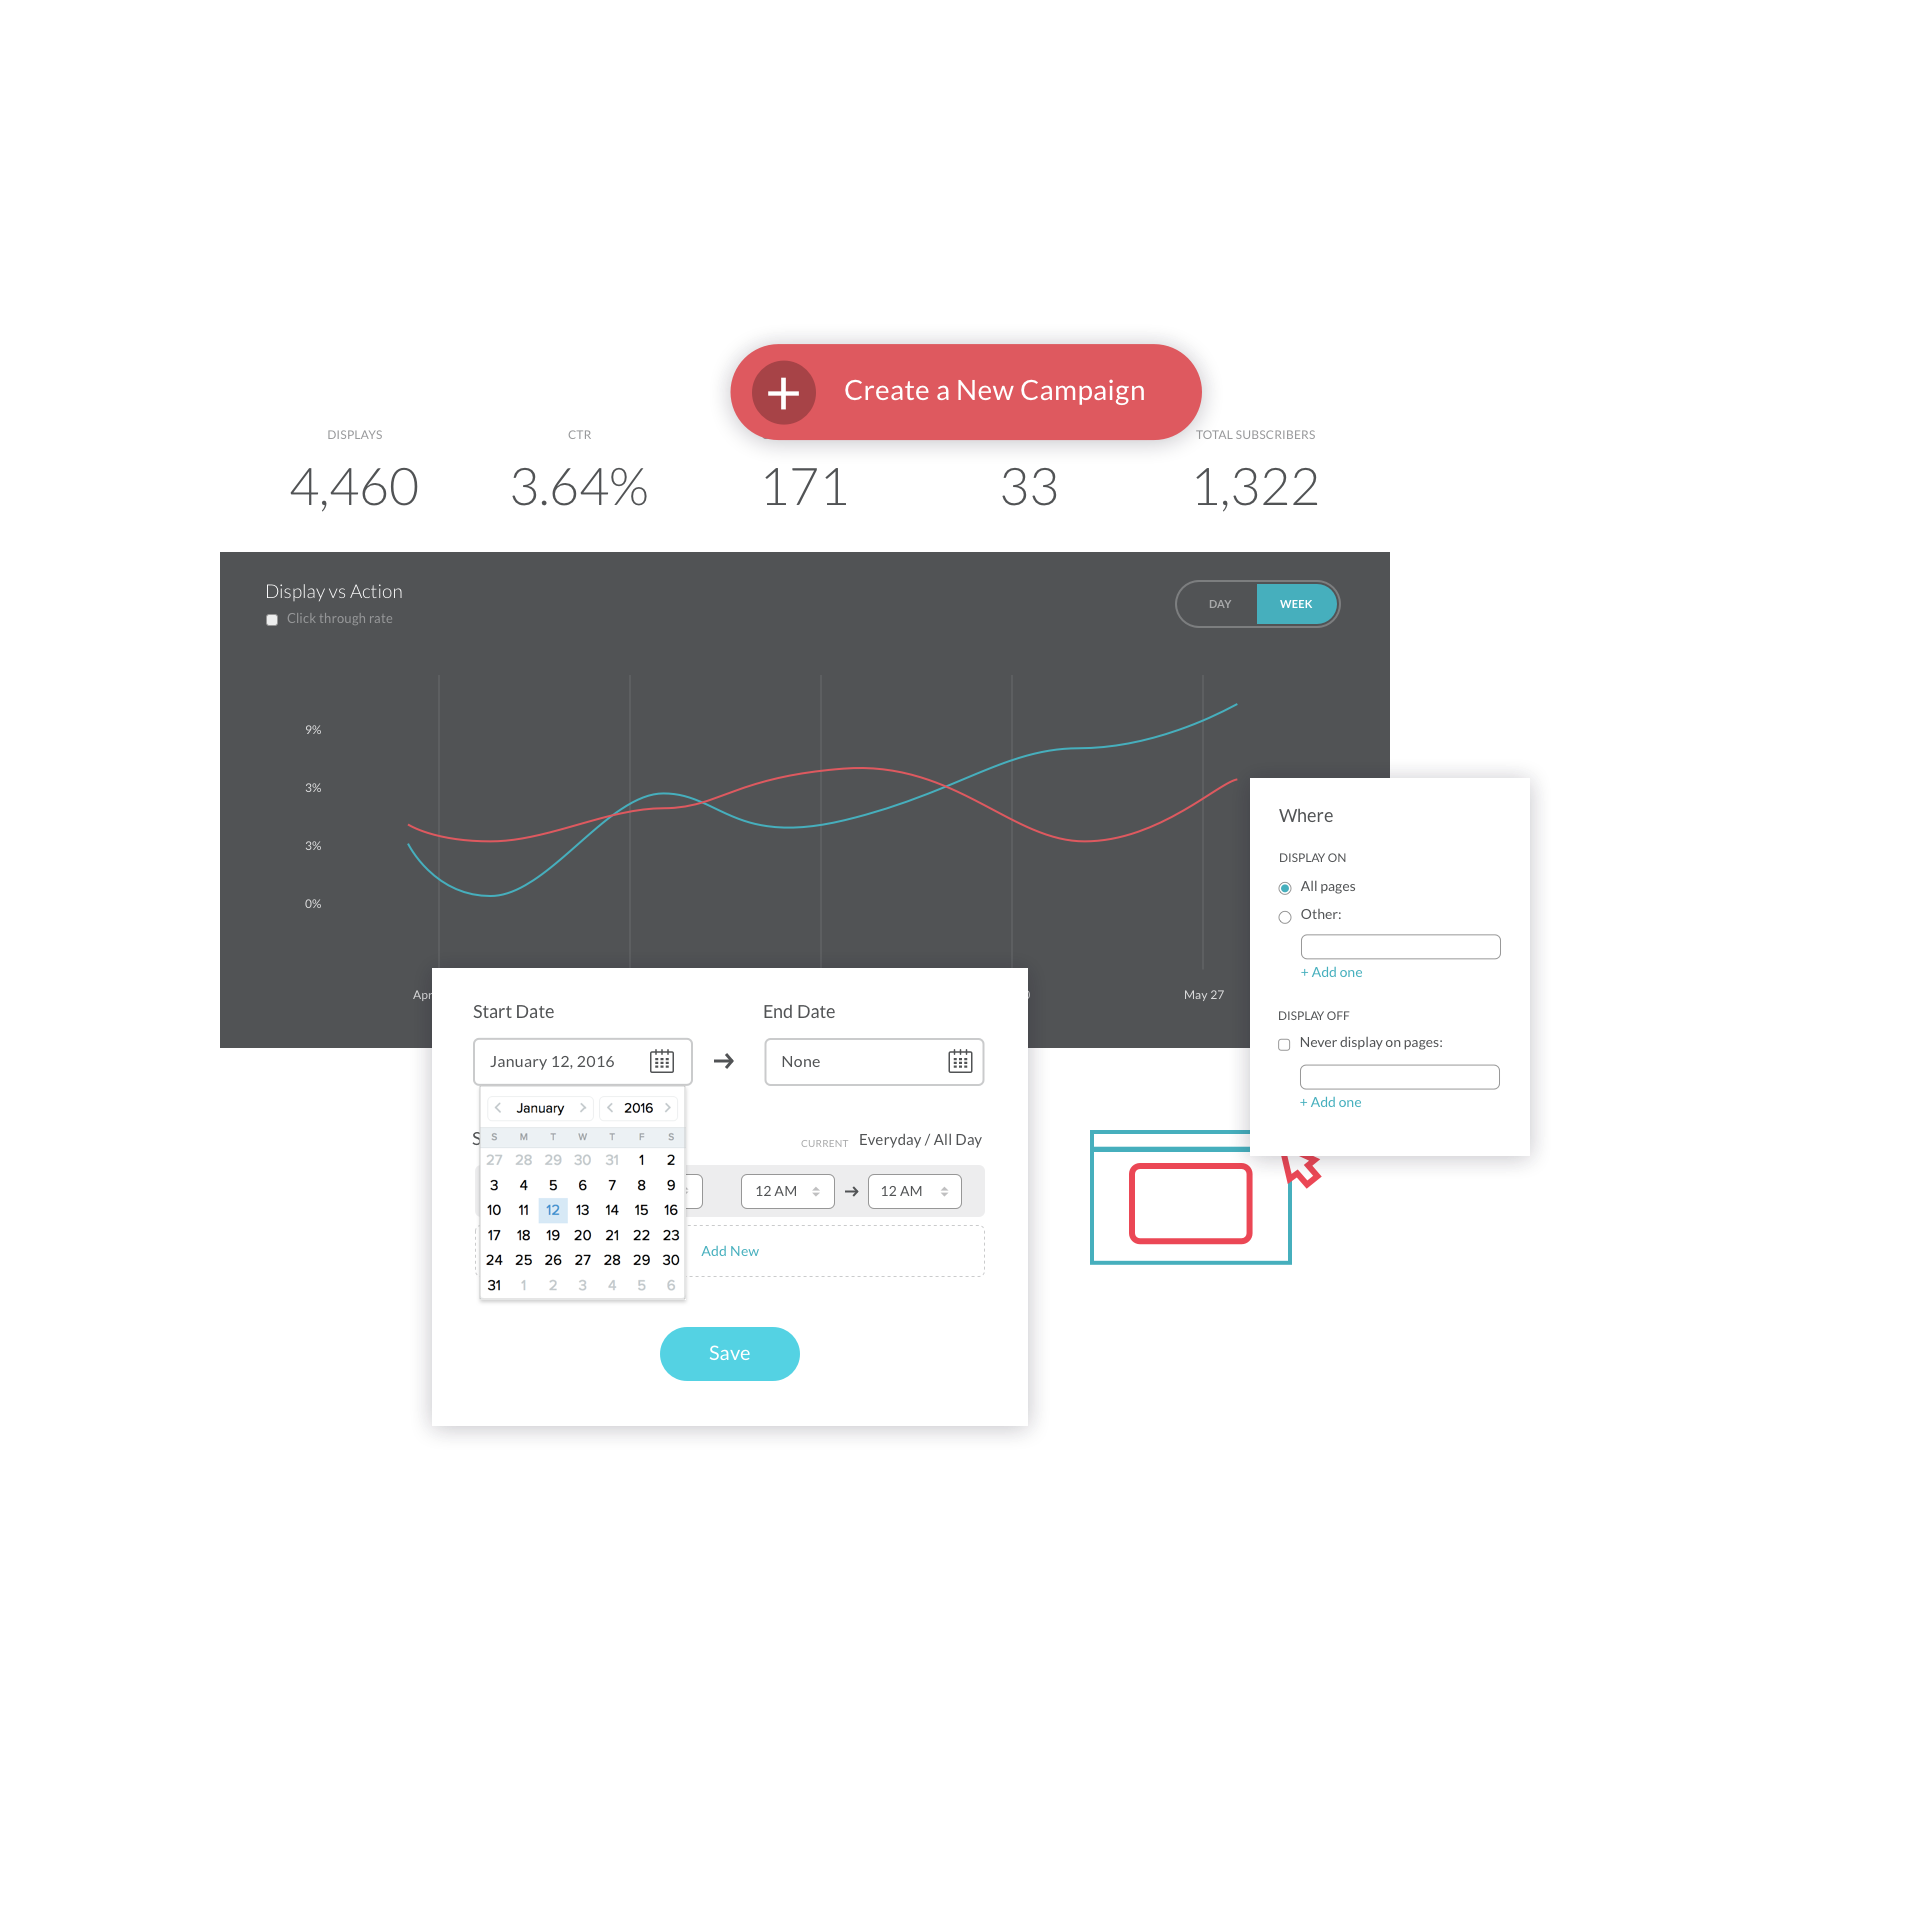 Create a New Campaign
DISPLAYS
CTR
TOTAL SUBSCRIBERS
4,460
3.64%
171
33
1,322
Display vs Action
Click through rate
DAY
WEEK
9%
3%
3%
0%
Apr
May 27
Where
DISPLAY ON
All pages
Other:
+ Add one
DISPLAY OFF
Never display on pages:
+ Add one
Start Date
End Date
January 12, 2016
None
January
2016
S M T W T F S
27 28 29 30 31 1 2
3 4 5 6 7 8 9
10 11 12 13 14 15 16
17 18 19 20 21 22 23
24 25 26 27 28 29 30
31 1 2 3 4 5 6
CURRENT Everyday / All Day
12 AM
12 AM
Add New
Save